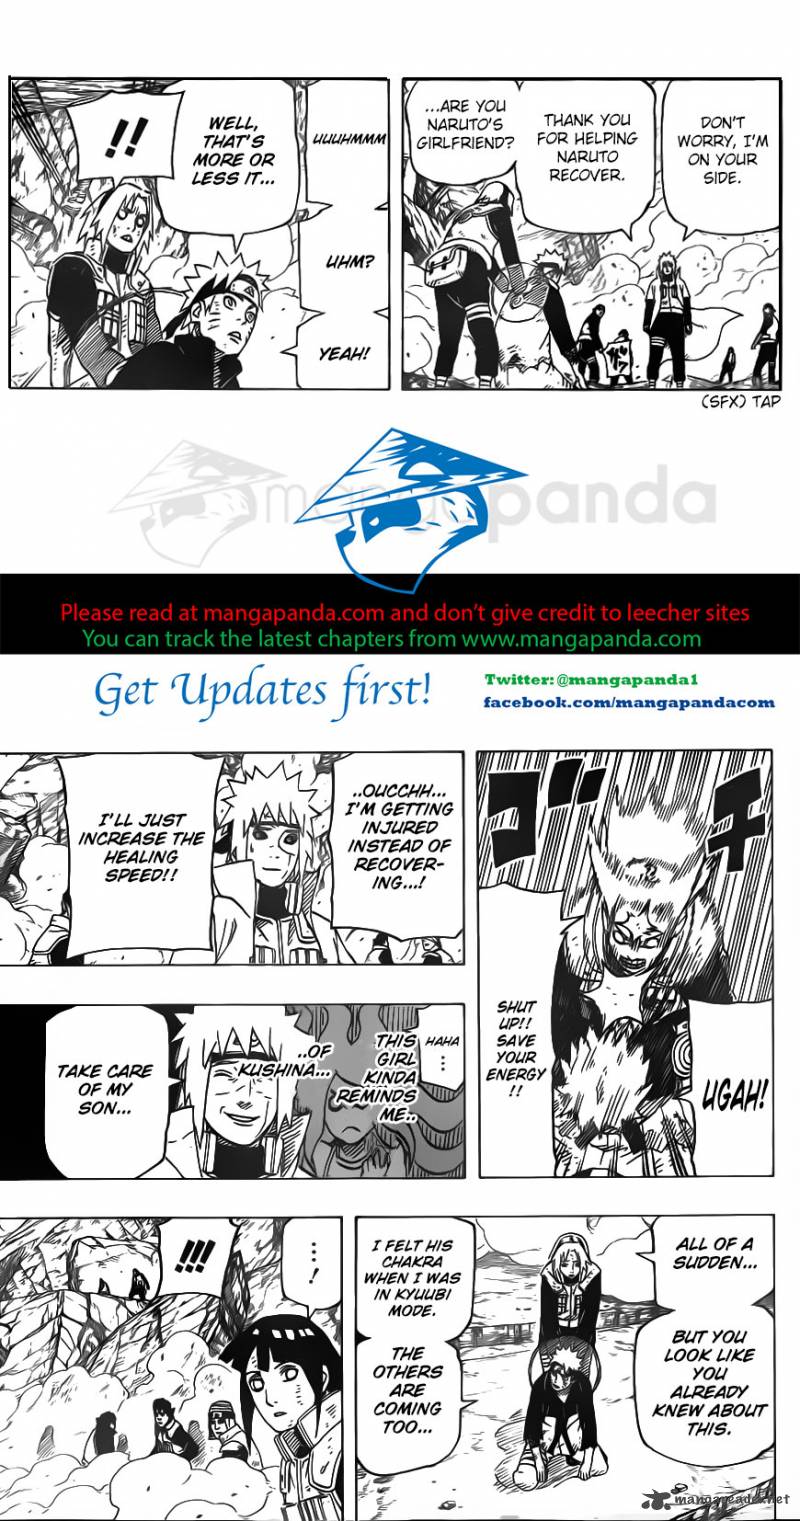 DON'T
WORRY, I'M
ON YOUR
SIDE.
THANK YOU
FOR HELPING
NARUTO
RECOVER.
...ARE YOU
NARUTO'S
GIRLFRIEND?
(SFX) TAP
UUUHMMM
UHM?
YEAH!
WELL,
THAT'S
MORE OR
LESS IT...
!!
mangapanda
Please read at mangapanda.com and don't give credit to leecher sites
You can track the latest chapters from www.mangapanda.com
Get Updates first!
Twitter: @mangapanda1
facebook.com/mangapandacom
ゴチ
UGAH!
SHUT
UP!!
SAVE
YOUR
ENERGY
!!
..OUCCHH...
I'M GETTING
INJURED
INSTEAD OF
RECOVER-
ING....!
I'LL JUST
INCREASE THE
HEALING
SPEED!!
HAHA
...
THIS
GIRL
KINDA
REMINDS
ME..
..OF
KUSHINA...
TAKE CARE
OF MY
SON...
ALL OF A
SUDDEN...
BUT YOU
LOOK LIKE
YOU
ALREADY
KNEW ABOUT
THIS.
I FELT HIS
CHAKRA
WHEN I WAS
IN KYUUBI
MODE.
THE
OTHERS
ARE
COMING
TOO...
...!
!!!
mangareader.net